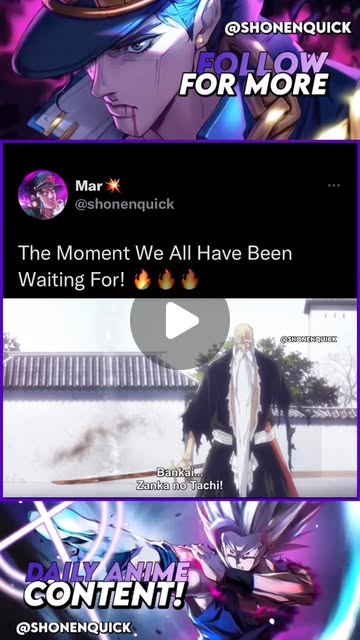 @SHONENQUICK
FOLLOW
FOR MORE
Mar💥
@shonenquick
The Moment We All Have Been
Waiting For! 🔥🔥🔥
@SHONENQUICK
Bankai...
Zanka no Tachi!
DAILY ANIME
CONTENT!
@SHONENQUICK